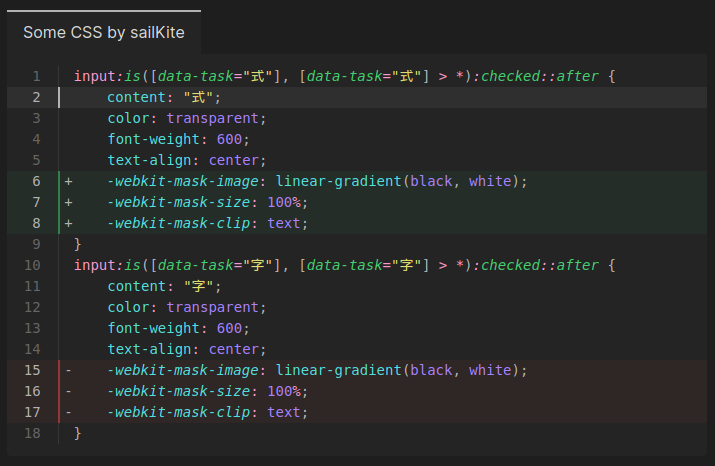 Some CSS by sailKite
1 input:is([data-task="式"], [data-task="式"] > *):checked::after {
2 content: "式";
3 color: transparent;
4 font-weight: 600;
5 text-align: center;
6 + -webkit-mask-image: linear-gradient(black, white);
7 + -webkit-mask-size: 100%;
8 + -webkit-mask-clip: text;
9 }
10 input:is([data-task="字"], [data-task="字"] > *):checked::after {
11 content: "字";
12 color: transparent;
13 font-weight: 600;
14 text-align: center;
15 - -webkit-mask-image: linear-gradient(black, white);
16 - -webkit-mask-size: 100%;
17 - -webkit-mask-clip: text;
18 }